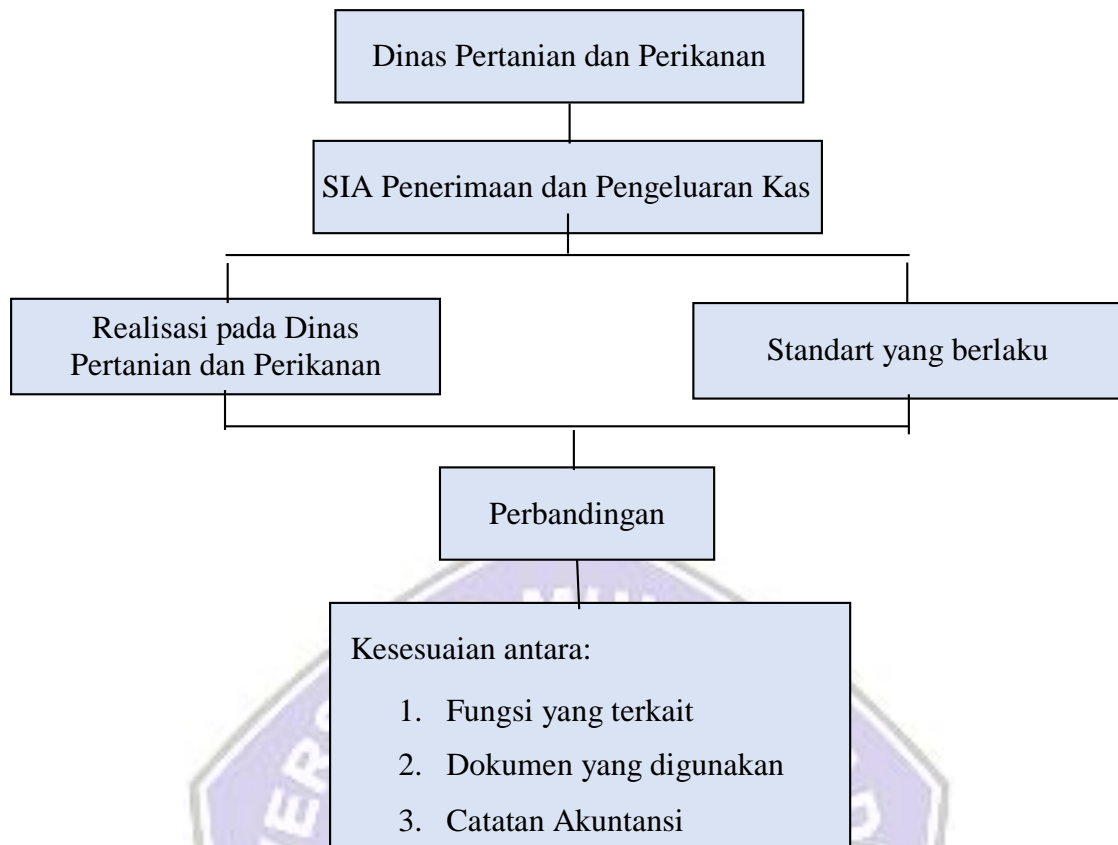 Dinas Pertanian dan Perikanan
SIA Penerimaan dan Pengeluaran Kas
Realisasi pada Dinas
Pertanian dan Perikanan
Standart yang berlaku
Perbandingan
Kesesuaian antara:
1. Fungsi yang terkait
2. Dokumen yang digunakan
3. Catatan Akuntansi